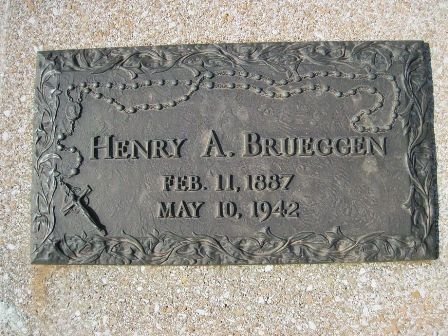 HENRY A. BRUEGGEN
FEB. 11, 1887
MAY 10, 1942